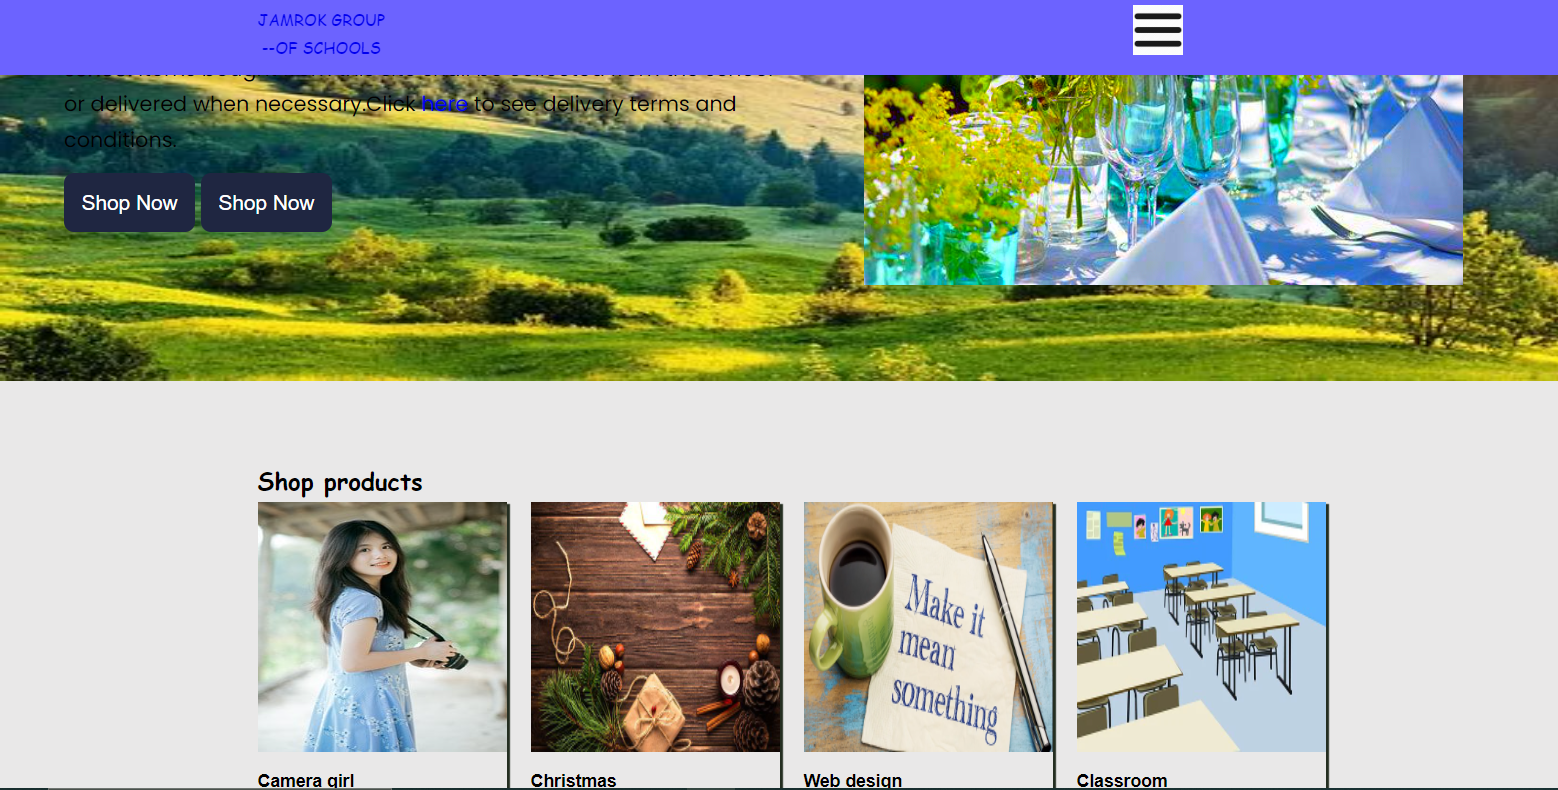 JAMROK GROUP
--OF SCHOOLS
or delivered when necessary.Click here to see delivery terms and
conditions.
Shop Now Shop Now
Shop products
Make it
mean
something
Camera girl Christmas Web design Classroom